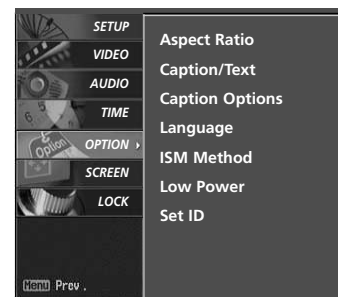 SETUP
VIDEO
AUDIO
TIME
OPTION
SCREEN
LOCK
Menu Prev.
Aspect Ratio
Caption/Text
Caption Options
Language
ISM Method
Low Power
Set ID